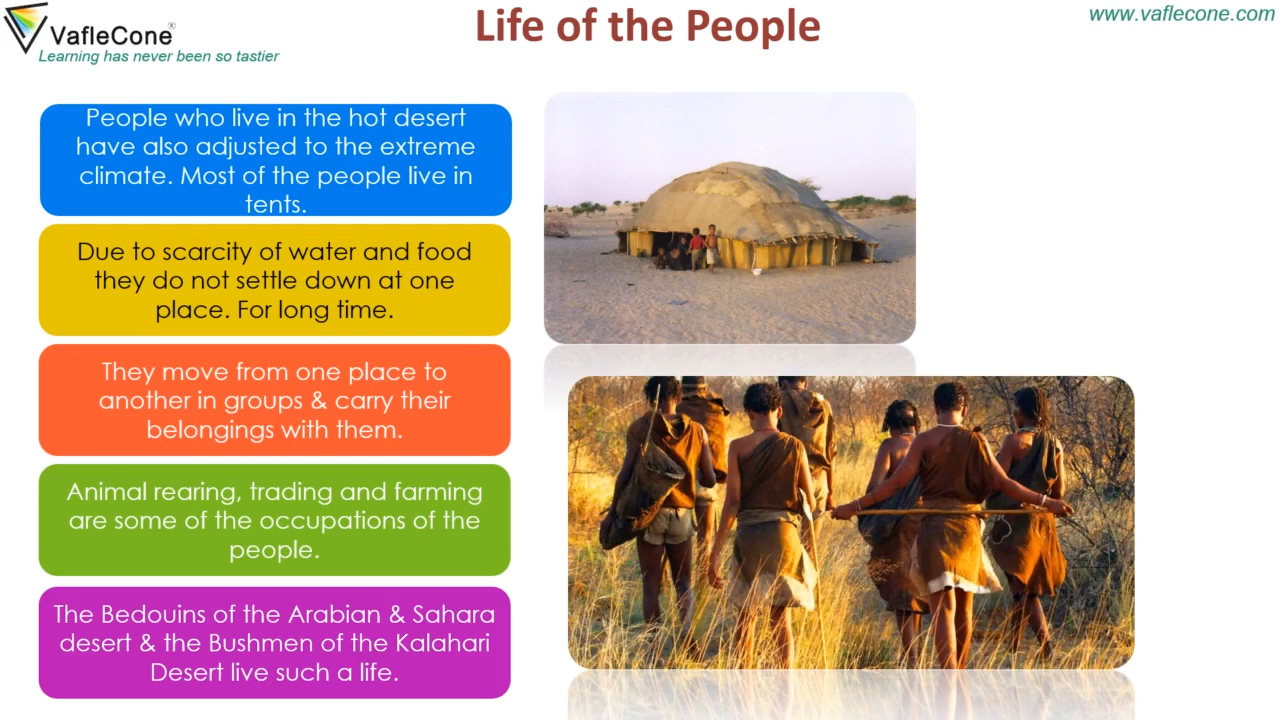 VafleCone®
Learning has never been so tastier
Life of the People
www.vaflecone.com
People who live in the hot desert
have also adjusted to the extreme
climate. Most of the people live in
tents.
Due to scarcity of water and food
they do not settle down at one
place. For long time.
They move from one place to
another in groups & carry their
belongings with them.
Animal rearing, trading and farming
are some of the occupations of the
people.
The Bedouins of the Arabian & Sahara
desert & the Bushmen of the Kalahari
Desert live such a life.